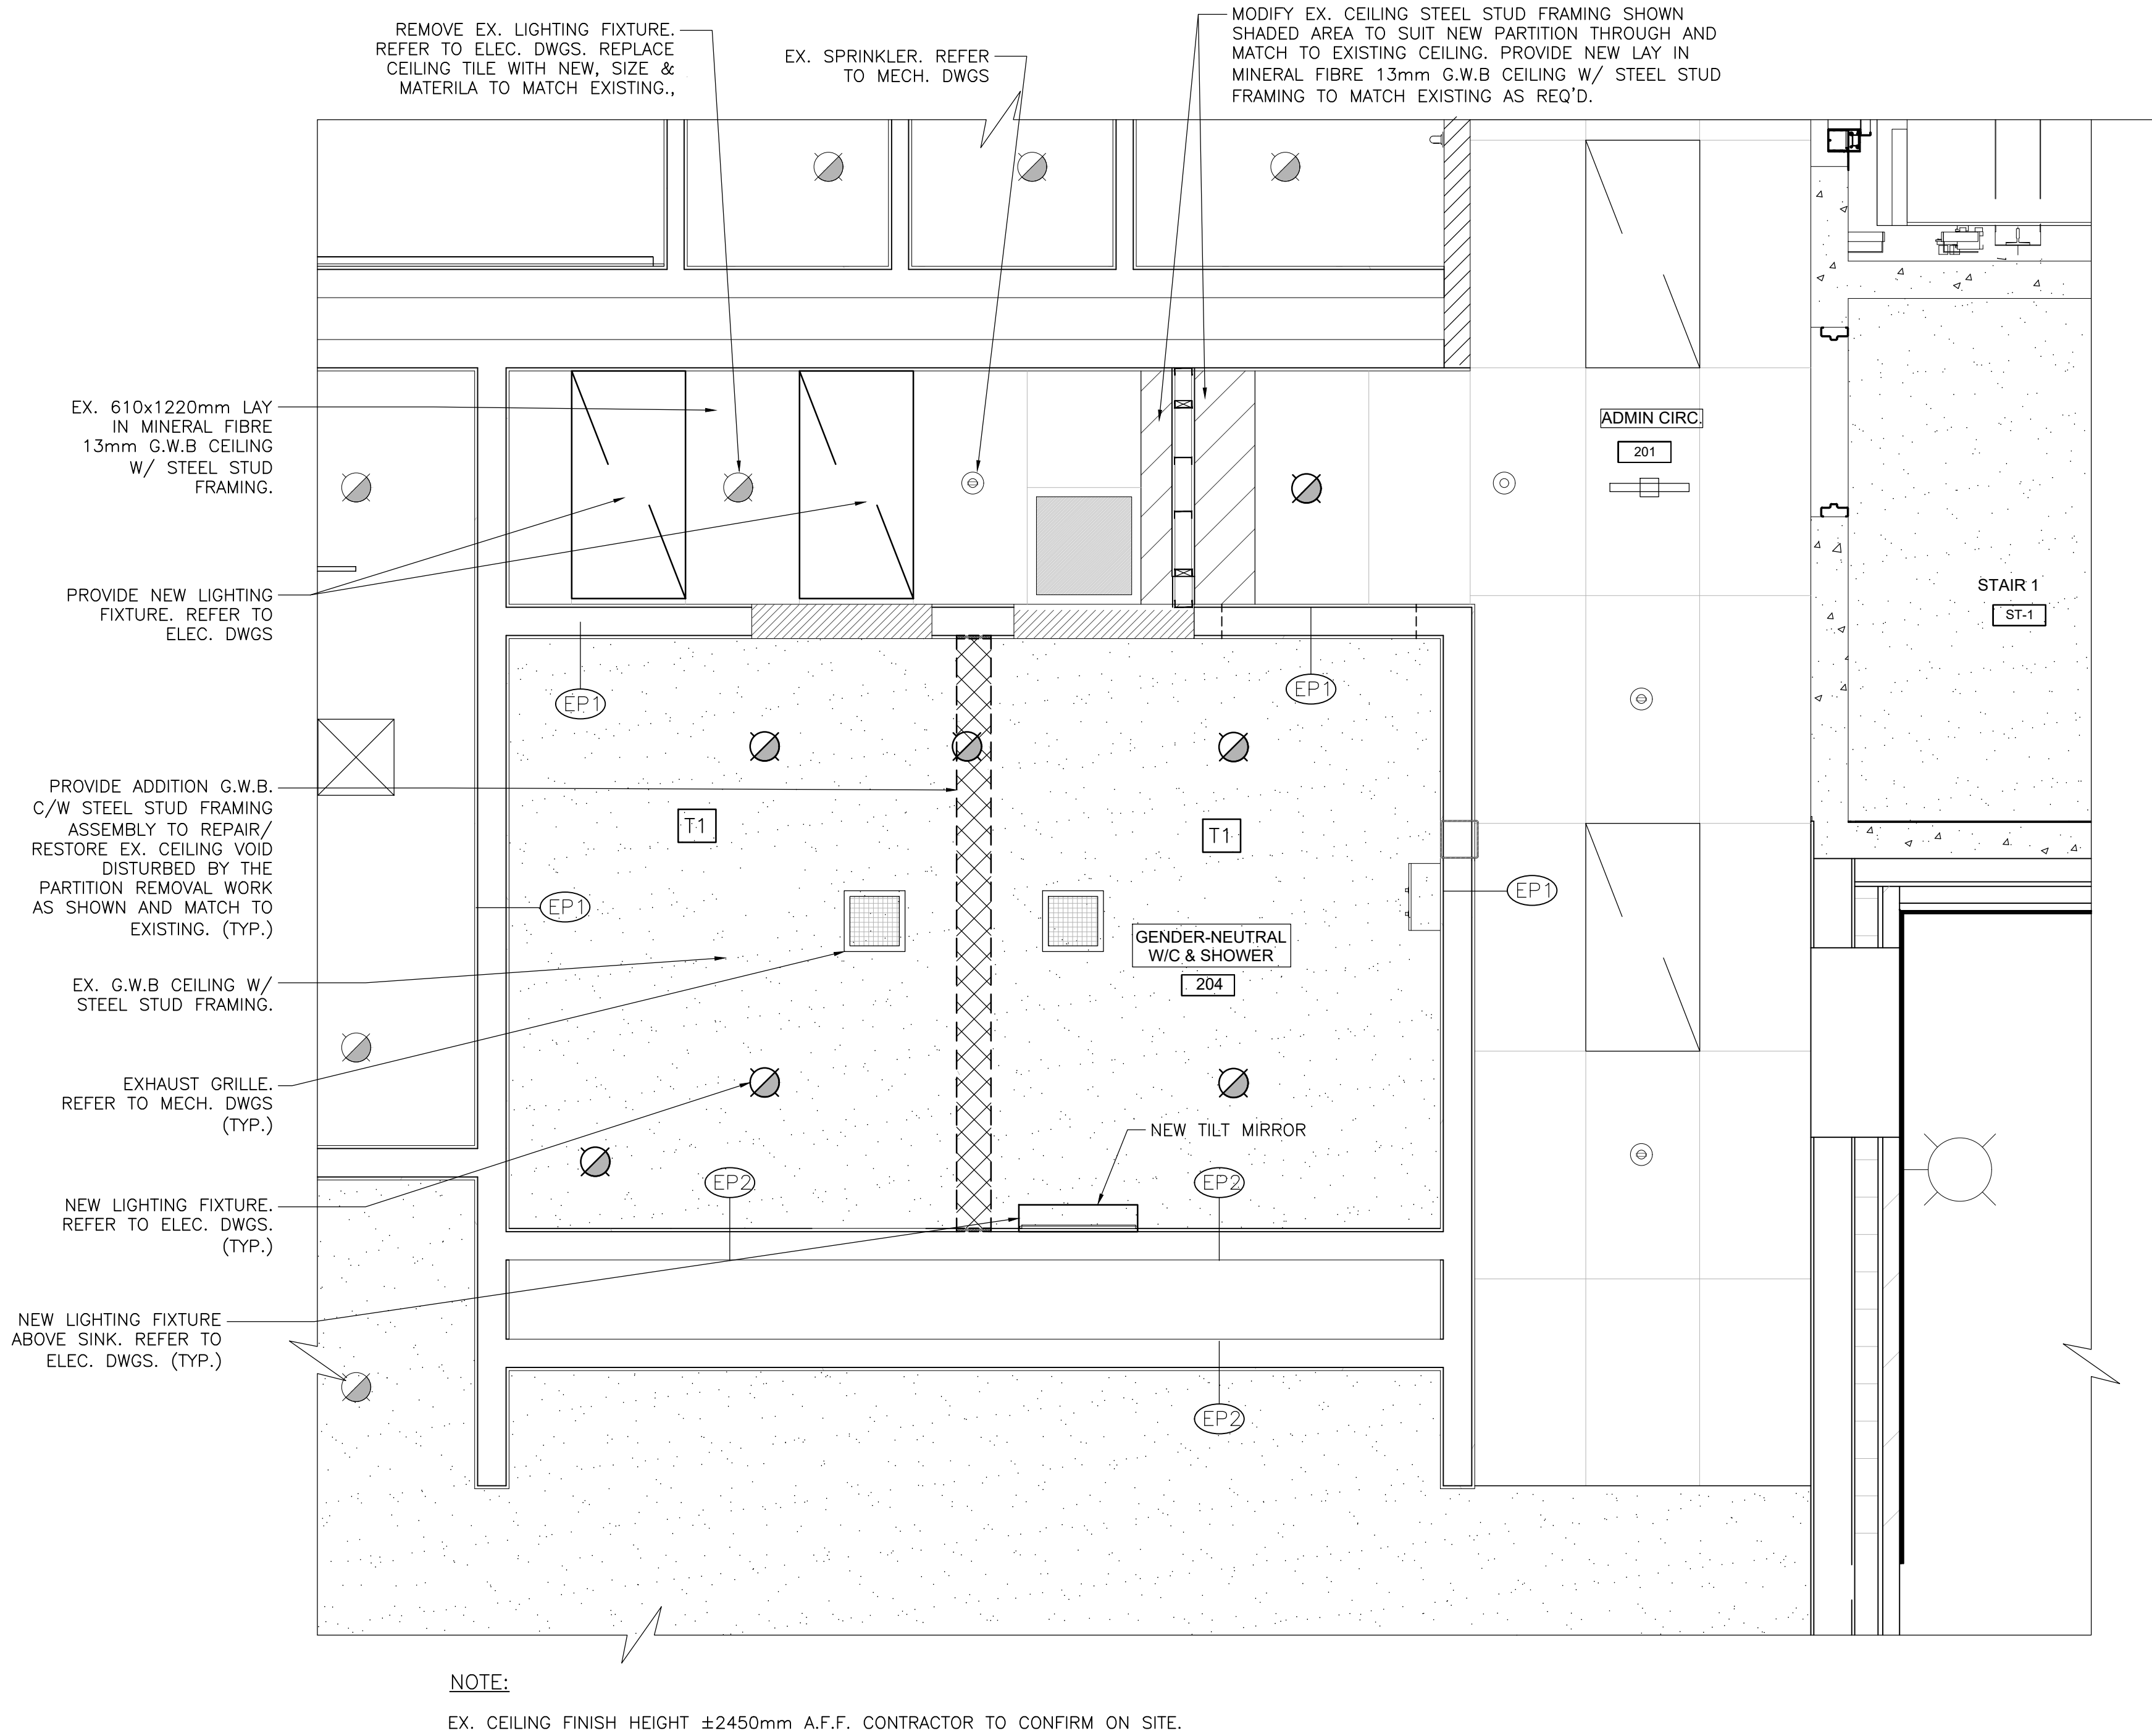 REMOVE EX. LIGHTING FIXTURE.
REFER TO ELEC. DWGS. REPLACE
CEILING TILE WITH NEW, SIZE &
MATERILA TO MATCH EXISTING.,
EX. SPRINKLER. REFER
TO MECH. DWGS
MODIFY EX. CEILING STEEL STUD FRAMING SHOWN
SHADED AREA TO SUIT NEW PARTITION THROUGH AND
MATCH TO EXISTING CEILING. PROVIDE NEW LAY IN
MINERAL FIBRE 13mm G.W.B CEILING W/ STEEL STUD
FRAMING TO MATCH EXISTING AS REQ'D.
EX. 610x1220mm LAY
IN MINERAL FIBRE
13mm G.W.B CEILING
W/ STEEL STUD
FRAMING.
ADMIN CIRC.
201
PROVIDE NEW LIGHTING
FIXTURE. REFER TO
ELEC. DWGS
STAIR 1
ST-1
EP1
EP1
PROVIDE ADDITION G.W.B.
C/W STEEL STUD FRAMING
ASSEMBLY TO REPAIR/
RESTORE EX. CEILING VOID
DISTURBED BY THE
PARTITION REMOVAL WORK
AS SHOWN AND MATCH TO
EXISTING. (TYP.)
T1
T1
EP1
EP1
GENDER-NEUTRAL
W/C & SHOWER
204
EX. G.W.B CEILING W/
STEEL STUD FRAMING.
EXHAUST GRILLE.
REFER TO MECH. DWGS
(TYP.)
NEW TILT MIRROR
EP2
EP2
NEW LIGHTING FIXTURE.
REFER TO ELEC. DWGS.
(TYP.)
NEW LIGHTING FIXTURE
ABOVE SINK. REFER TO
ELEC. DWGS. (TYP.)
EP2
NOTE:
EX. CEILING FINISH HEIGHT ±2450mm A.F.F. CONTRACTOR TO CONFIRM ON SITE.